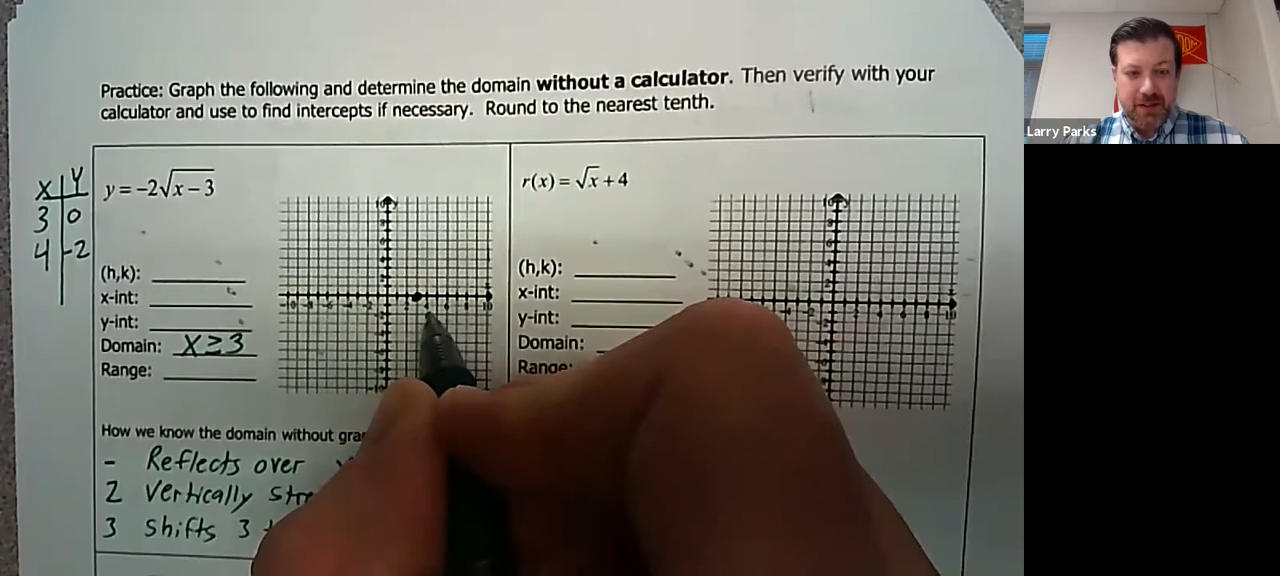 Practice: Graph the following and determine the domain without a calculator. Then verify with your
calculator and use to find intercepts if necessary. Round to the nearest tenth.
Larry Parks
X Y
3 0
4 -2
y = -2√x - 3
(h,k):
x-int:
y-int:
Domain: X ≥ 3
Range:
How we know the domain without
- Reflects over
2 Vertically
3 Shifts 3
r(x) = √x + 4
(h,k):
x-int:
y-int:
Domain:
Range: